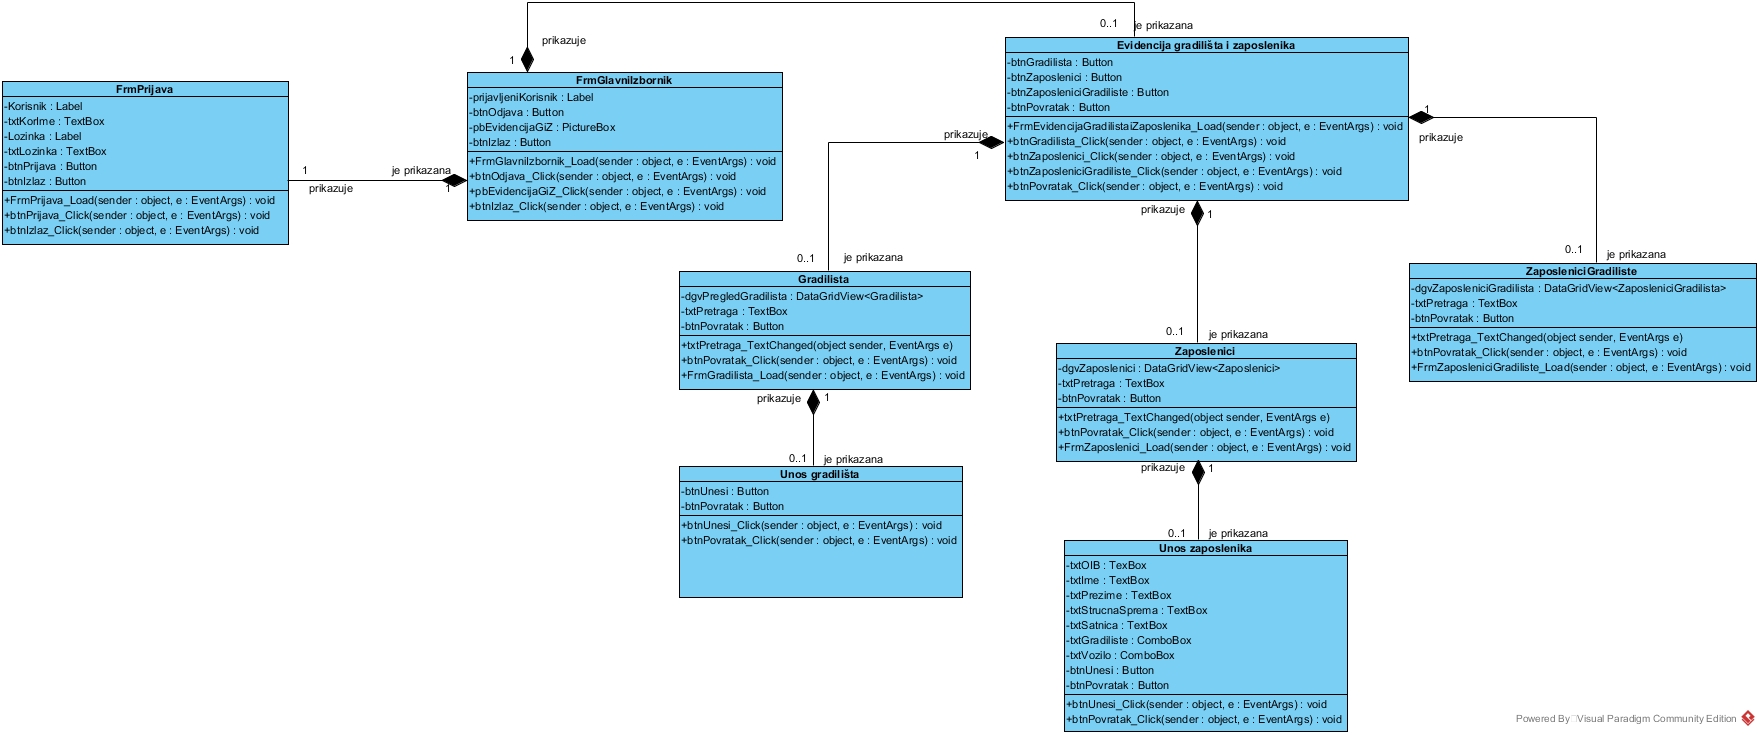 prikazuje
1
0..1
je prikazana
FrmPrijava
-Korisnik : Label
-txtKorIme : TextBox
-Lozinka : Label
-txtLozinka : TextBox
-btnPrijava : Button
-btnIzlaz : Button
+FrmPrijava_Load(sender : object, e : EventArgs) : void
+btnPrijava_Click(sender : object, e : EventArgs) : void
+btnIzlaz_Click(sender : object, e : EventArgs) : void
1
prikazuje
je prikazana
1
FrmGlavniIzbornik
-prijavljeniKorisnik : Label
-btnOdjava : Button
-pbEvidencijaGiZ : PictureBox
-btnIzlaz : Button
+FrmGlavniIzbornik_Load(sender : object, e : EventArgs) : void
+btnOdjava_Click(sender : object, e : EventArgs) : void
+pbEvidencijaGiZ_Click(sender : object, e : EventArgs) : void
+btnIzlaz_Click(sender : object, e : EventArgs) : void
Evidencija gradilišta i zaposlenika
-btnGradilista : Button
-btnZaposlenici : Button
-btnZaposleniciGradiliste : Button
-btnPovratak : Button
+FrmEvidencijaGradilistaiZaposlenika_Load(sender : object, e : EventArgs) : void
+btnGradilista_Click(sender : object, e : EventArgs) : void
+btnZaposlenici_Click(sender : object, e : EventArgs) : void
+btnZaposleniciGradiliste_Click(sender : object, e : EventArgs) : void
+btnPovratak_Click(sender : object, e : EventArgs) : void
prikazuje
1
0..1
je prikazana
prikazuje
1
0..1
je prikazana
1
prikazuje
0..1
je prikazana
Gradilista
-dgvPregledGradilista : DataGridView<Gradilista>
-txtPretraga : TextBox
-btnPovratak : Button
+txtPretraga_TextChanged(object sender, EventArgs e)
+btnPovratak_Click(sender : object, e : EventArgs) : void
+FrmGradilista_Load(sender : object, e : EventArgs) : void
prikazuje
1
0..1
je prikazana
Unos gradilišta
-btnUnesi : Button
-btnPovratak : Button
+btnUnesi_Click(sender : object, e : EventArgs) : void
+btnPovratak_Click(sender : object, e : EventArgs) : void
Zaposlenici
-dgvZaposlenici : DataGridView<Zaposlenici>
-txtPretraga : TextBox
-btnPovratak : Button
+txtPretraga_TextChanged(object sender, EventArgs e)
+btnPovratak_Click(sender : object, e : EventArgs) : void
+FrmZaposlenici_Load(sender : object, e : EventArgs) : void
prikazuje
1
0..1
je prikazana
Unos zaposlenika
-txtOIB : TexBox
-txtIme : TextBox
-txtPrezime : TextBox
-txtStrucnaSprema : TextBox
-txtSatnica : TextBox
-txtGradiliste : ComboBox
-txtVozilo : ComboBox
-btnUnesi : Button
-btnPovratak : Button
+btnUnesi_Click(sender : object, e : EventArgs) : void
+btnPovratak_Click(sender : object, e : EventArgs) : void
ZaposleniciGradiliste
-dgvZaposleniciGradilista : DataGridView<ZaposleniciGradilista>
-txtPretraga : TextBox
-btnPovratak : Button
+txtPretraga_TextChanged(object sender, EventArgs e)
+btnPovratak_Click(sender : object, e : EventArgs) : void
+FrmZaposleniciGradiliste_Load(sender : object, e : EventArgs) : void
Powered By Visual Paradigm Community Edition